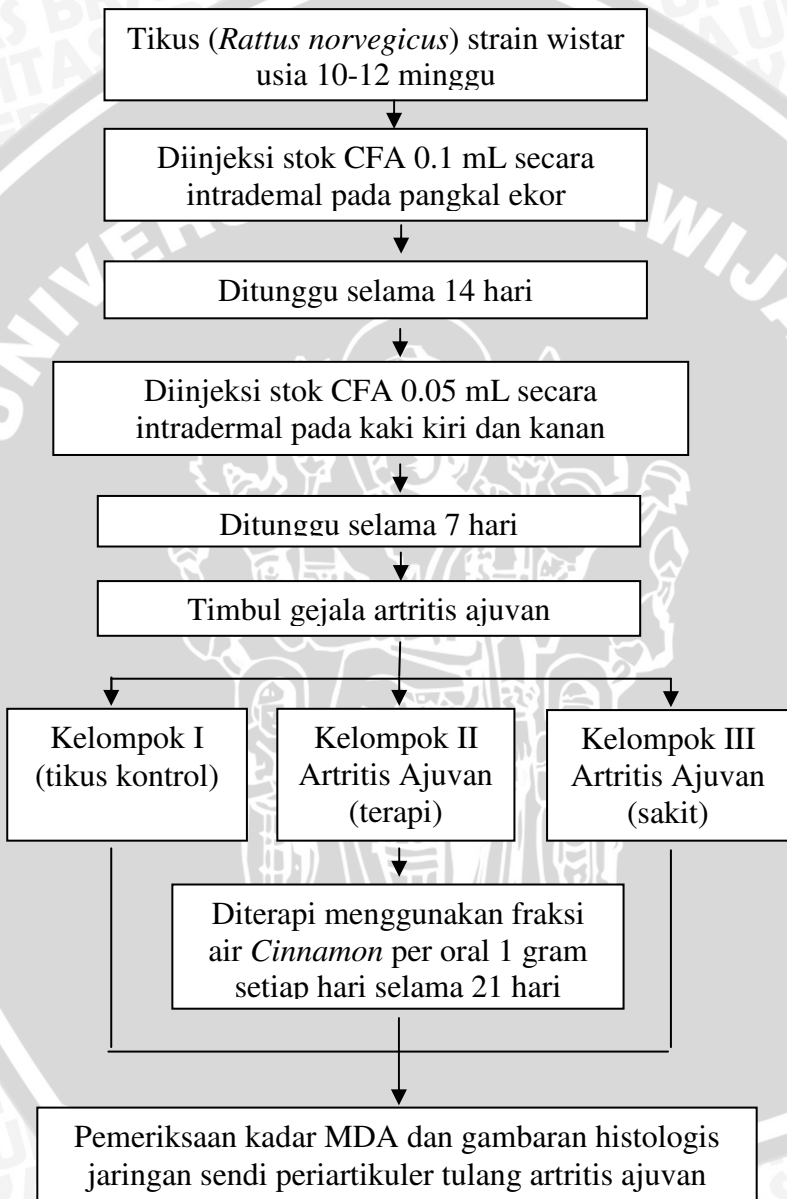 Tikus (Rattus norvegicus) strain wistar
usia 10-12 minggu
Diinjeksi stok CFA 0.1 mL secara
intrademal pada pangkal ekor
Ditunggu selama 14 hari
Diinjeksi stok CFA 0.05 mL secara
intradermal pada kaki kiri dan kanan
Ditunggu selama 7 hari
Timbul gejala artritis ajuvan
Kelompok I
(tikus kontrol)
Kelompok II
Artritis Ajuvan
(terapi)
Kelompok III
Artritis Ajuvan
(sakit)
Diterapi menggunakan fraksi
air Cinnamon per oral 1 gram
setiap hari selama 21 hari
Pemeriksaan kadar MDA dan gambaran histologis
jaringan sendi periartikuler tulang artritis ajuvan